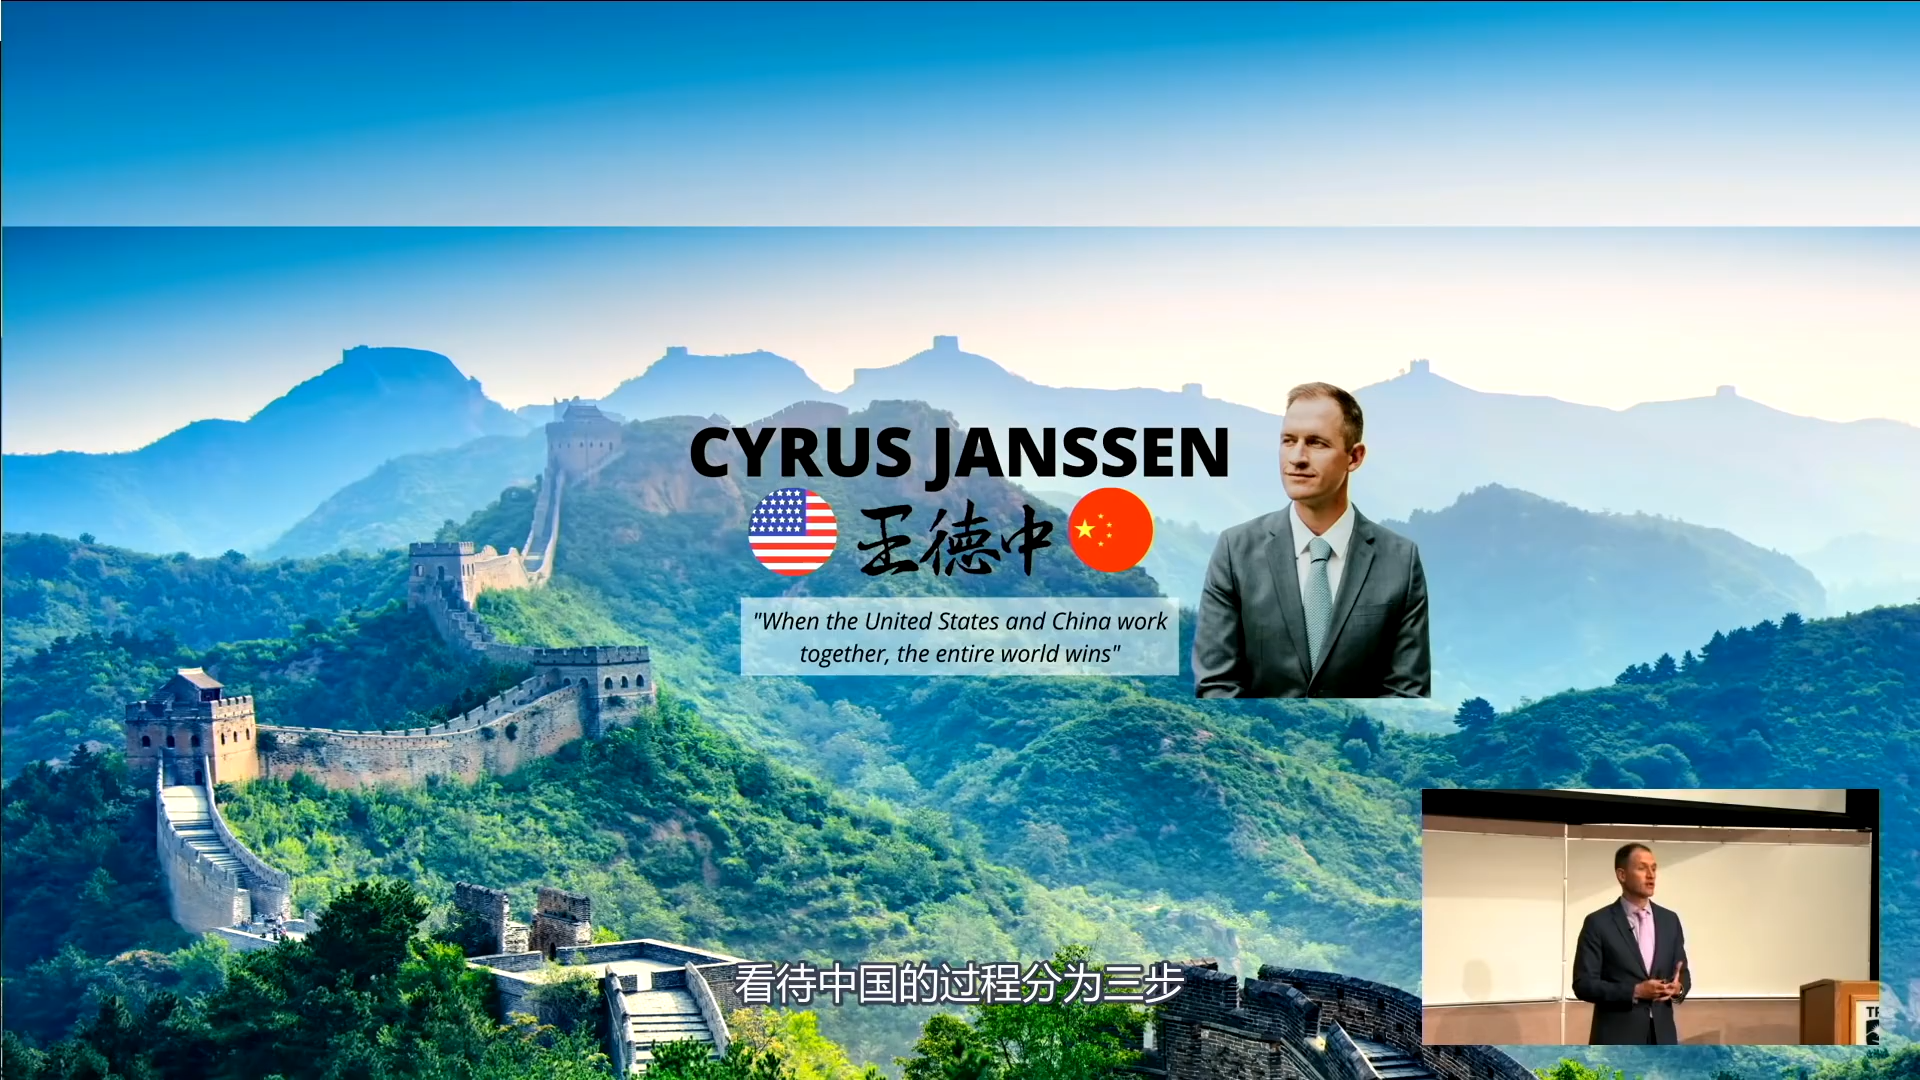 CYRUS JANSSEN
王德中
"When the United States and China work
together, the entire world wins"
看待中国的过程分为三步